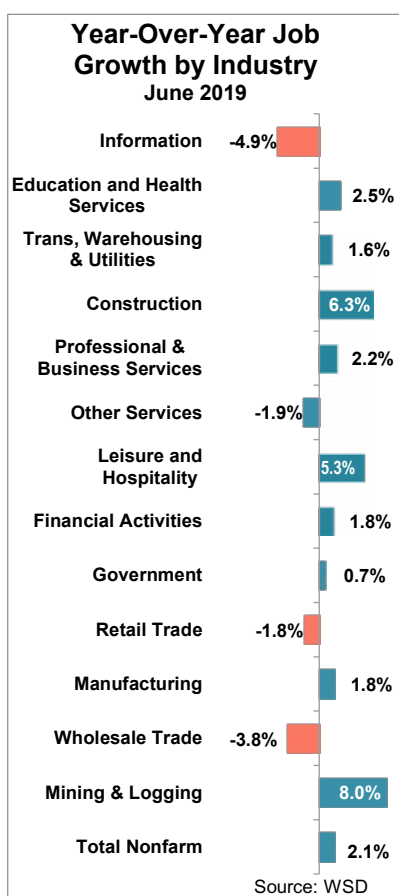 Year-Over-Year Job
Growth by Industry
June 2019
Information -4.9%
Education and Health
Services 2.5%
Trans, Warehousing
& Utilities 1.6%
Construction 6.3%
Professional &
Business Services 2.2%
Other Services -1.9%
Leisure and
Hospitality 5.3%
Financial Activities 1.8%
Government 0.7%
Retail Trade -1.8%
Manufacturing 1.8%
Wholesale Trade -3.8%
Mining & Logging 8.0%
Total Nonfarm 2.1%
Source: WSD